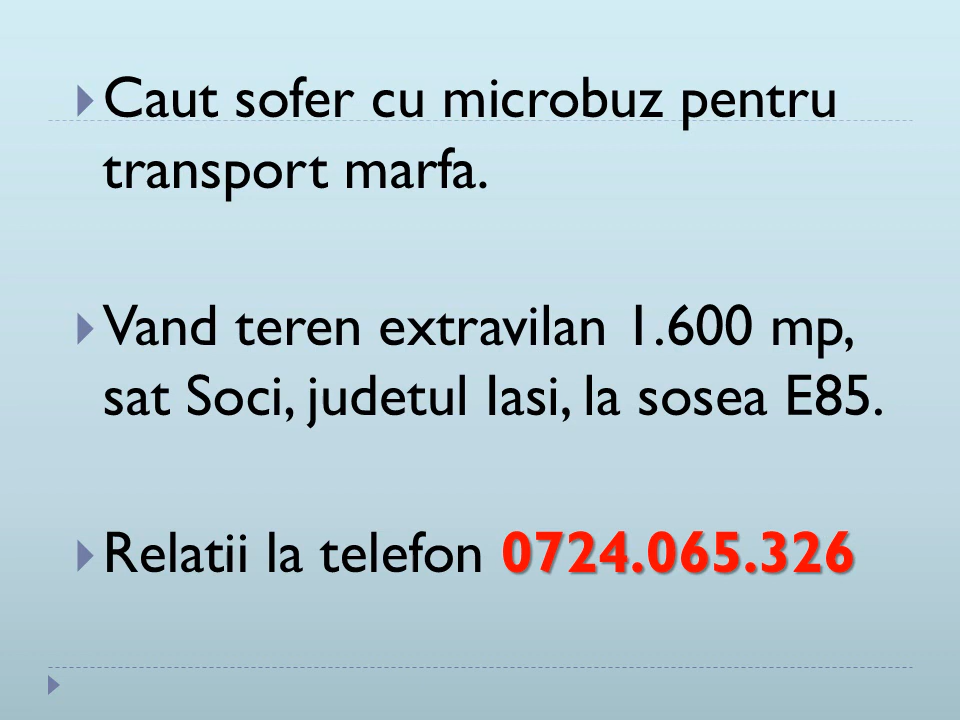 Caut sofer cu microbuz pentru
transport marfa.
Vand teren extravilan 1.600 mp,
sat Soci, judetul Iasi, la sosea E85.
Relatii la telefon 0724.065.326